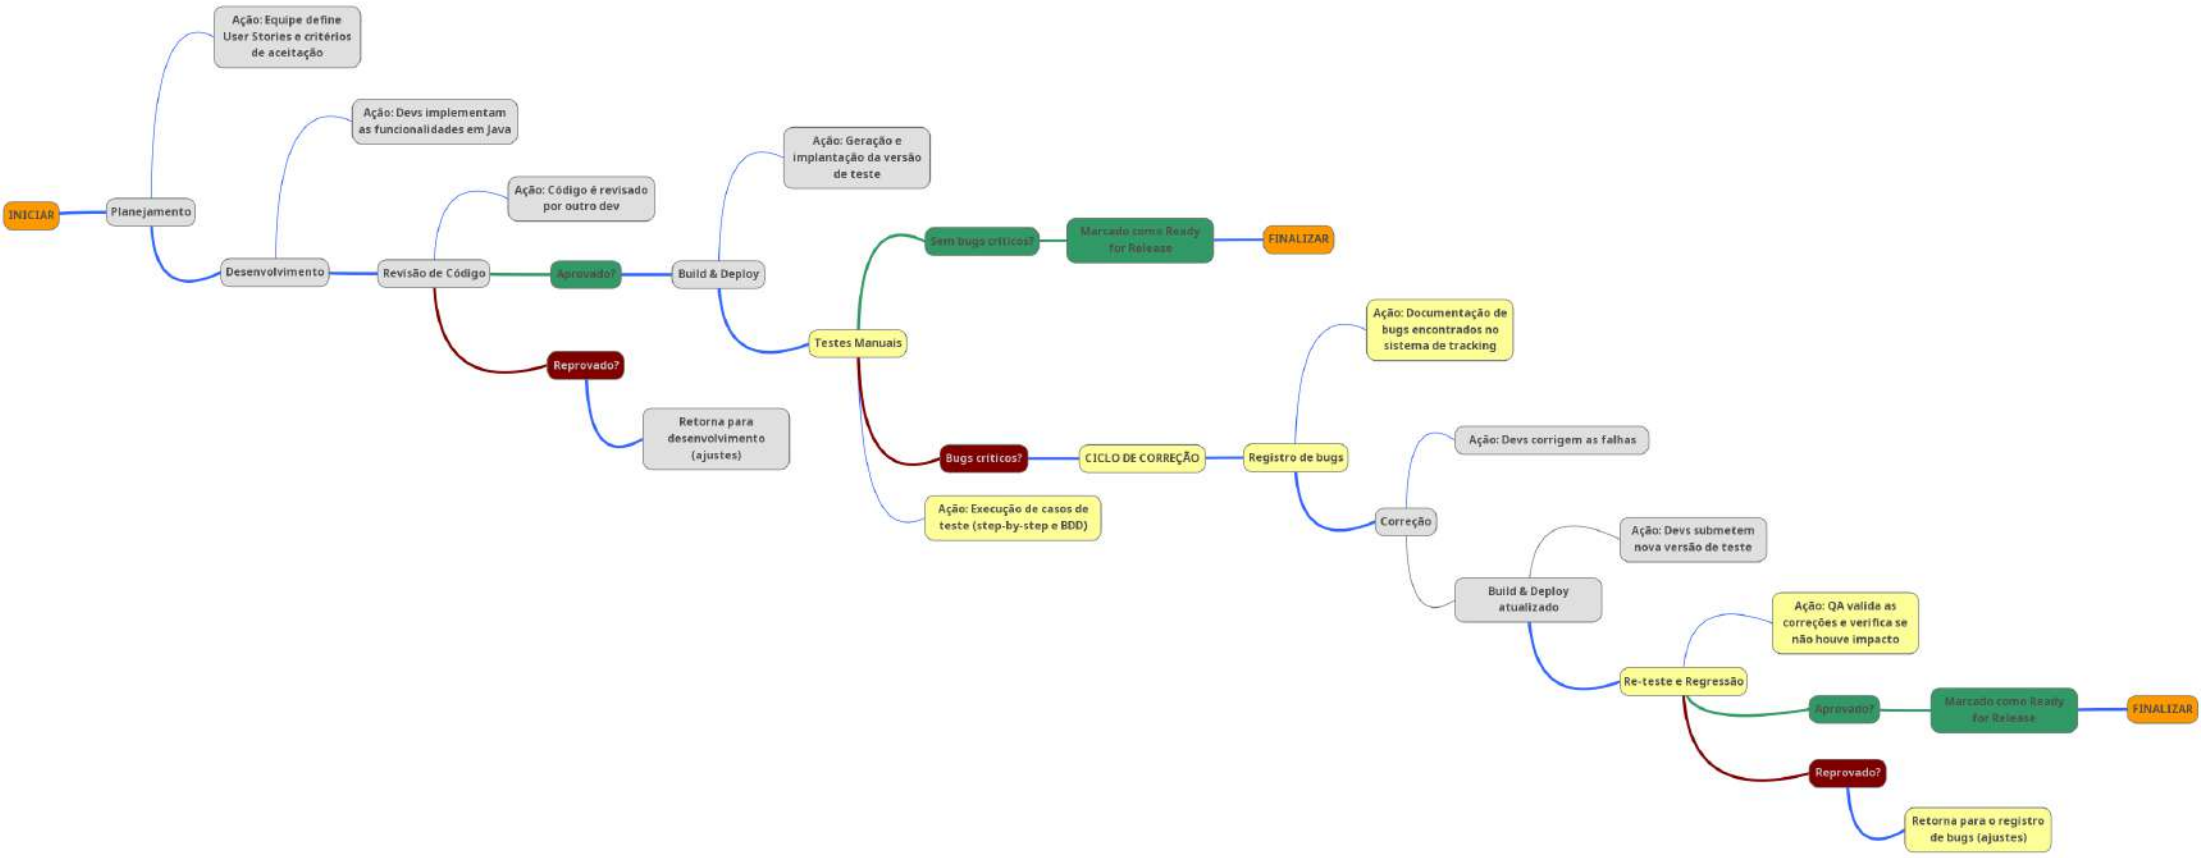 Ação: Equipe define
User Stories e critérios
de aceitação
Ação: Devs implementam
as funcionalidades em Java
Ação: Código é revisado
por outro dev
Ação: Geração e
implantação da versão
de teste
INICIAR
Planejamento
Desenvolvimento
Revisão de Código
Aprovado?
Build & Deploy
Reprovado?
Retorna para
desenvolvimento
(ajustes)
Testes Manuais
Sem bugs críticos?
Marcado como Ready
for Release
FINALIZAR
Bugs críticos?
CICLO DE CORREÇÃO
Registro de bugs
Ação: Documentação de
bugs encontrados no
sistema de tracking
Ação: Execução de casos de
teste (step-by-step e BDD)
Correção
Ação: Devs corrigem as falhas
Build & Deploy
atualizado
Ação: Devs submetem
nova versão de teste
Re-teste e Regressão
Ação: QA valida as
correções e verifica se
não houve impacto
Aprovado?
Marcado como Ready
for Release
FINALIZAR
Reprovado?
Retorna para o registro
de bugs (ajustes)